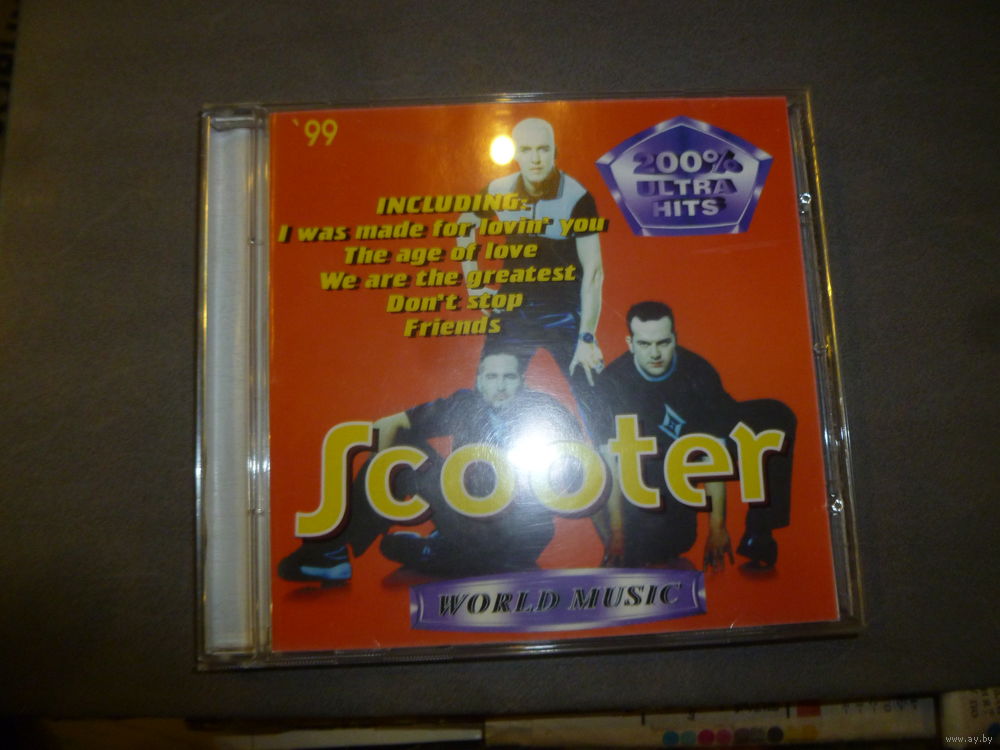 `99
200%
ULTRA
HITS
INCLUDING:
I was made for lovin' you
The age of love
We are the greatest
Don't stop
Friends
Scooter
WORLD MUSIC
www.ay.by